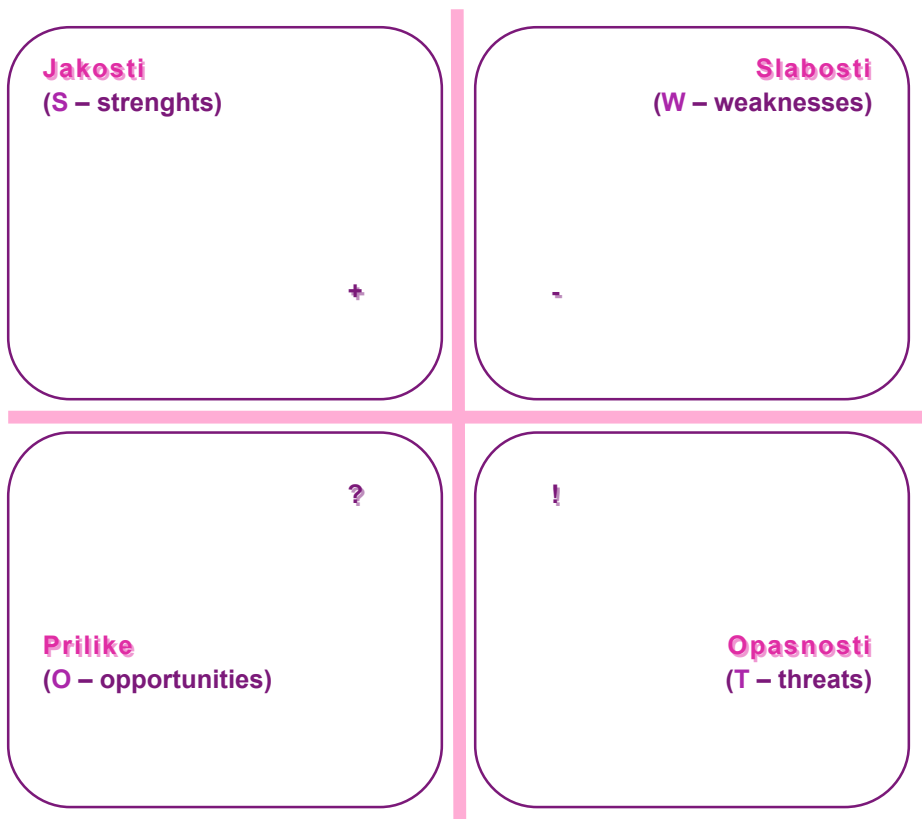 Jakosti
(S – strenghts)
+
Slabosti
(W – weaknesses)
-
?
Prilike
(O – opportunities)
!
Opasnosti
(T – threats)